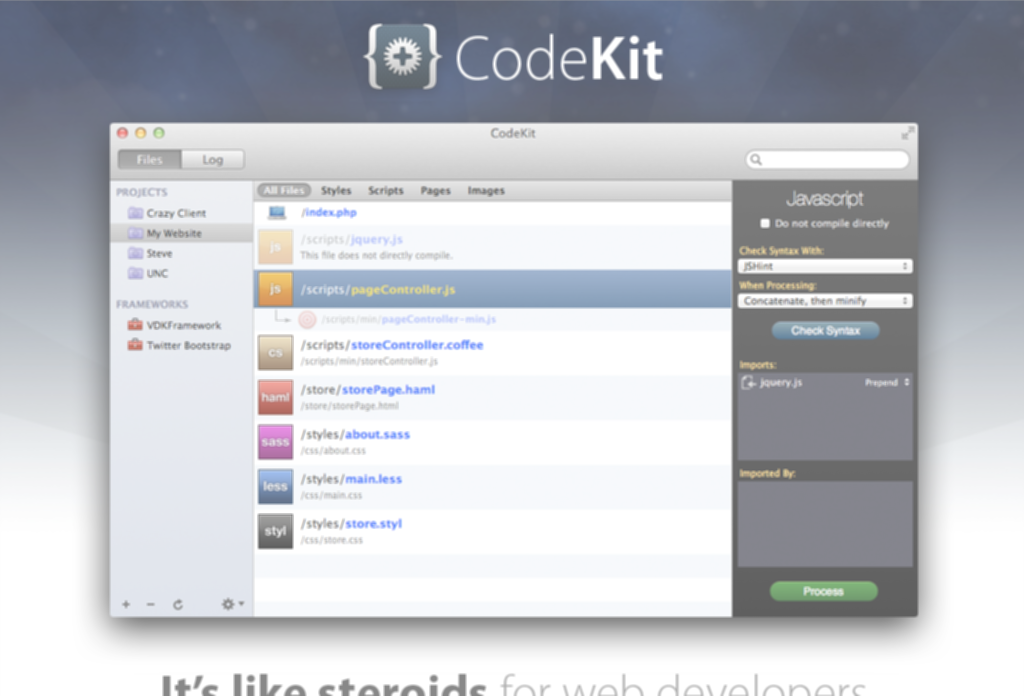 CodeKit
CodeKit
Files Log
PROJECTS
Crazy Client
My Website
Steve
UNC
FRAMEWORKS
VDKFramework
Twitter Bootstrap
All Files Styles Scripts Pages Images
/index.php
js
/scripts/jquery.js
This file does not directly compile.
js
/scripts/pageController.js
/scripts/min/pageController-min.js
cs
/scripts/storeController.coffee
/scripts/min/storeController.js
haml
/store/storePage.haml
/store/storePage.html
sass
/styles/about.sass
/css/about.css
less
/styles/main.less
/css/main.css
styl
/styles/store.styl
/css/store.css
Javascript
Do not compile directly
Check Syntax With:
JSHint
When Processing:
Concatenate, then minify
Check Syntax
Imports:
jquery.js Prepend
Imported By:
Process
It's like steroids for web developers